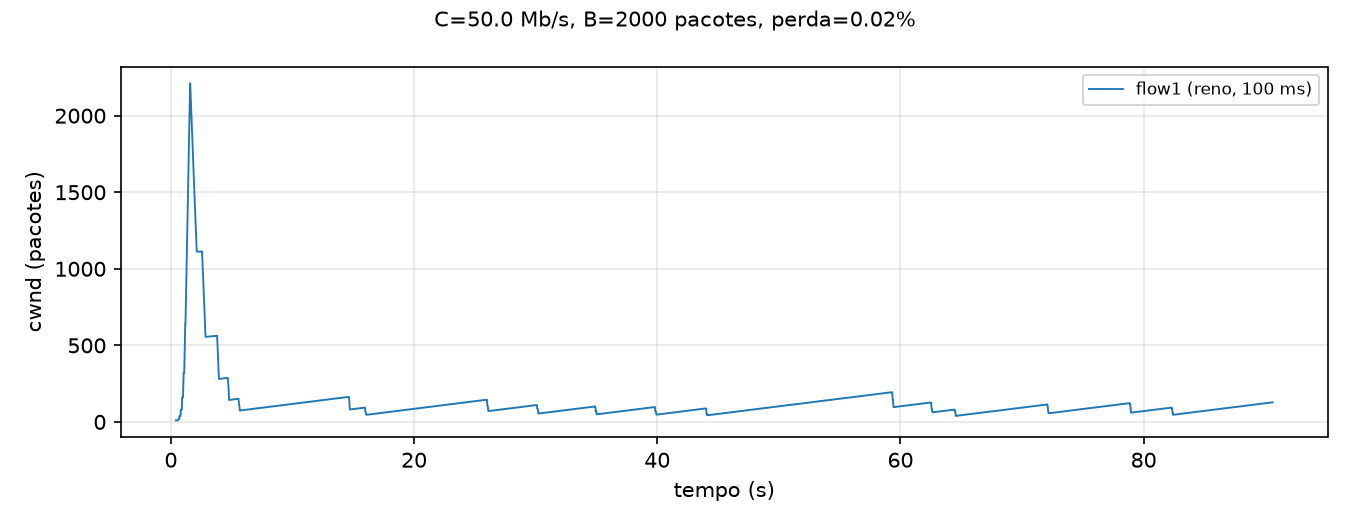 C=50.0 Mb/s, B=2000 pacotes, perda=0.02%
flow1 (reno, 100 ms)
cwnd (pacotes)
2000
1500
1000
500
0
0 20 40 60 80
tempo (s)